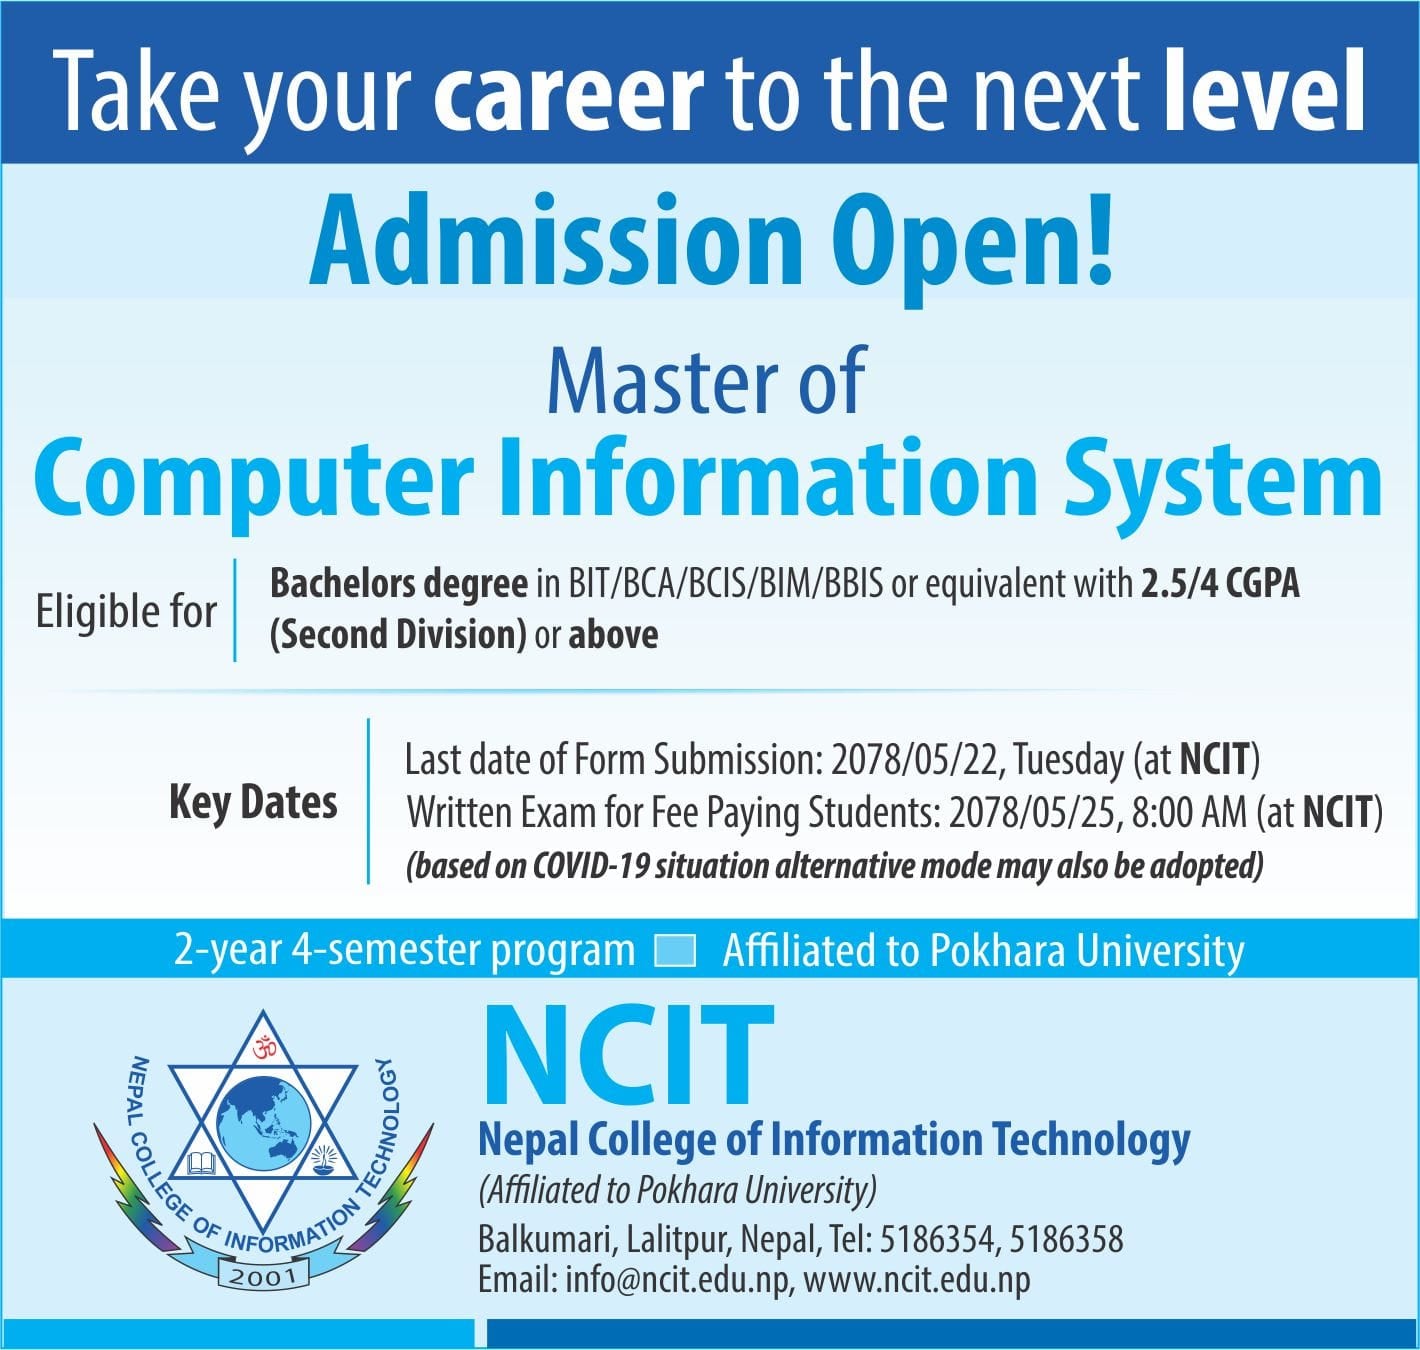 Take your career to the next level
Admission Open!
Master of
Computer Information System
Eligible for
Bachelors degree in BIT/BCA/BCIS/BIM/BBIS or equivalent with 2.5/4 CGPA
(Second Division) or above
Key Dates
Last date of Form Submission: 2078/05/22, Tuesday (at NCIT)
Written Exam for Fee Paying Students: 2078/05/25, 8:00 AM (at NCIT)
(based on COVID-19 situation alternative mode may also be adopted)
2-year 4-semester program
Affiliated to Pokhara University
ॐ
NEPAL COLLEGE OF INFORMATION TECHNOLOGY
2001
NCIT
Nepal College of Information Technology
(Affiliated to Pokhara University)
Balkumari, Lalitpur, Nepal, Tel: 5186354, 5186358
Email: info@ncit.edu.np, www.ncit.edu.np